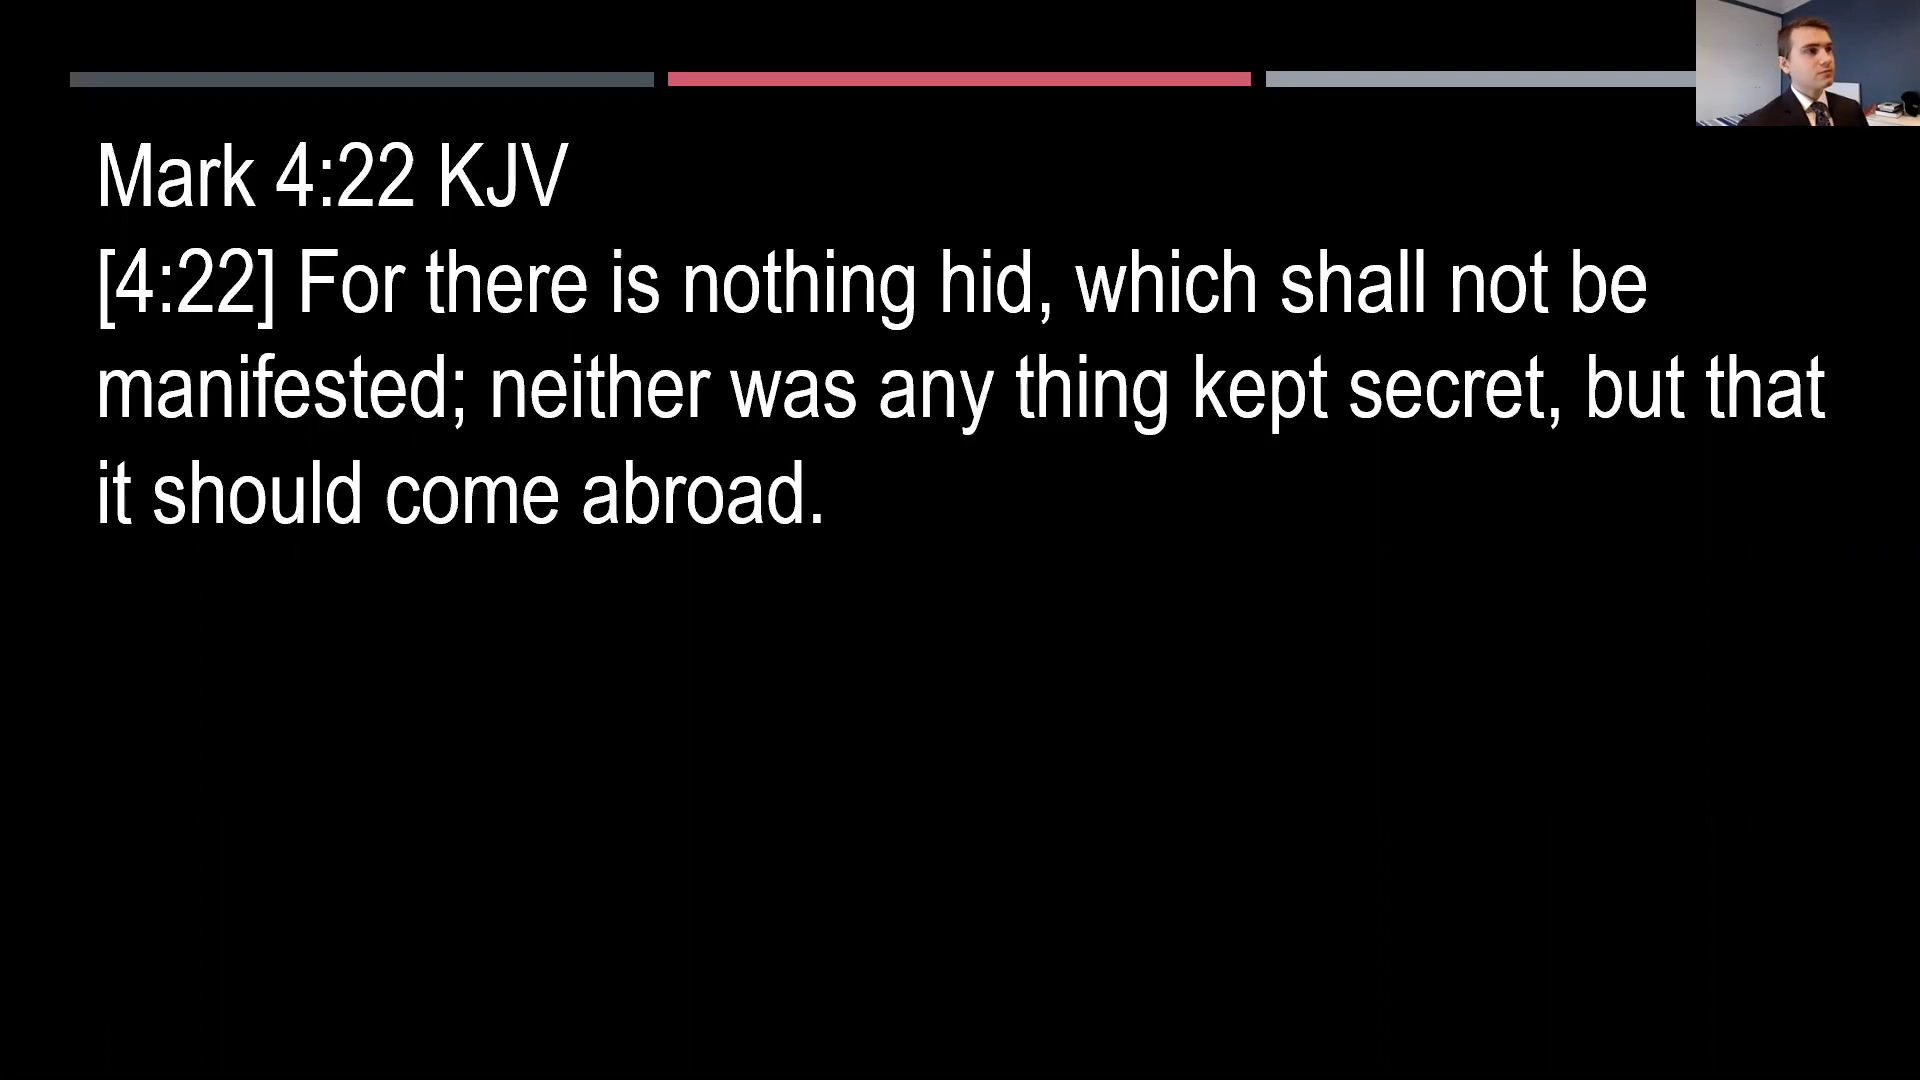 Mark 4:22 KJV
[4:22] For there is nothing hid, which shall not be
manifested; neither was any thing kept secret, but that
it should come abroad.